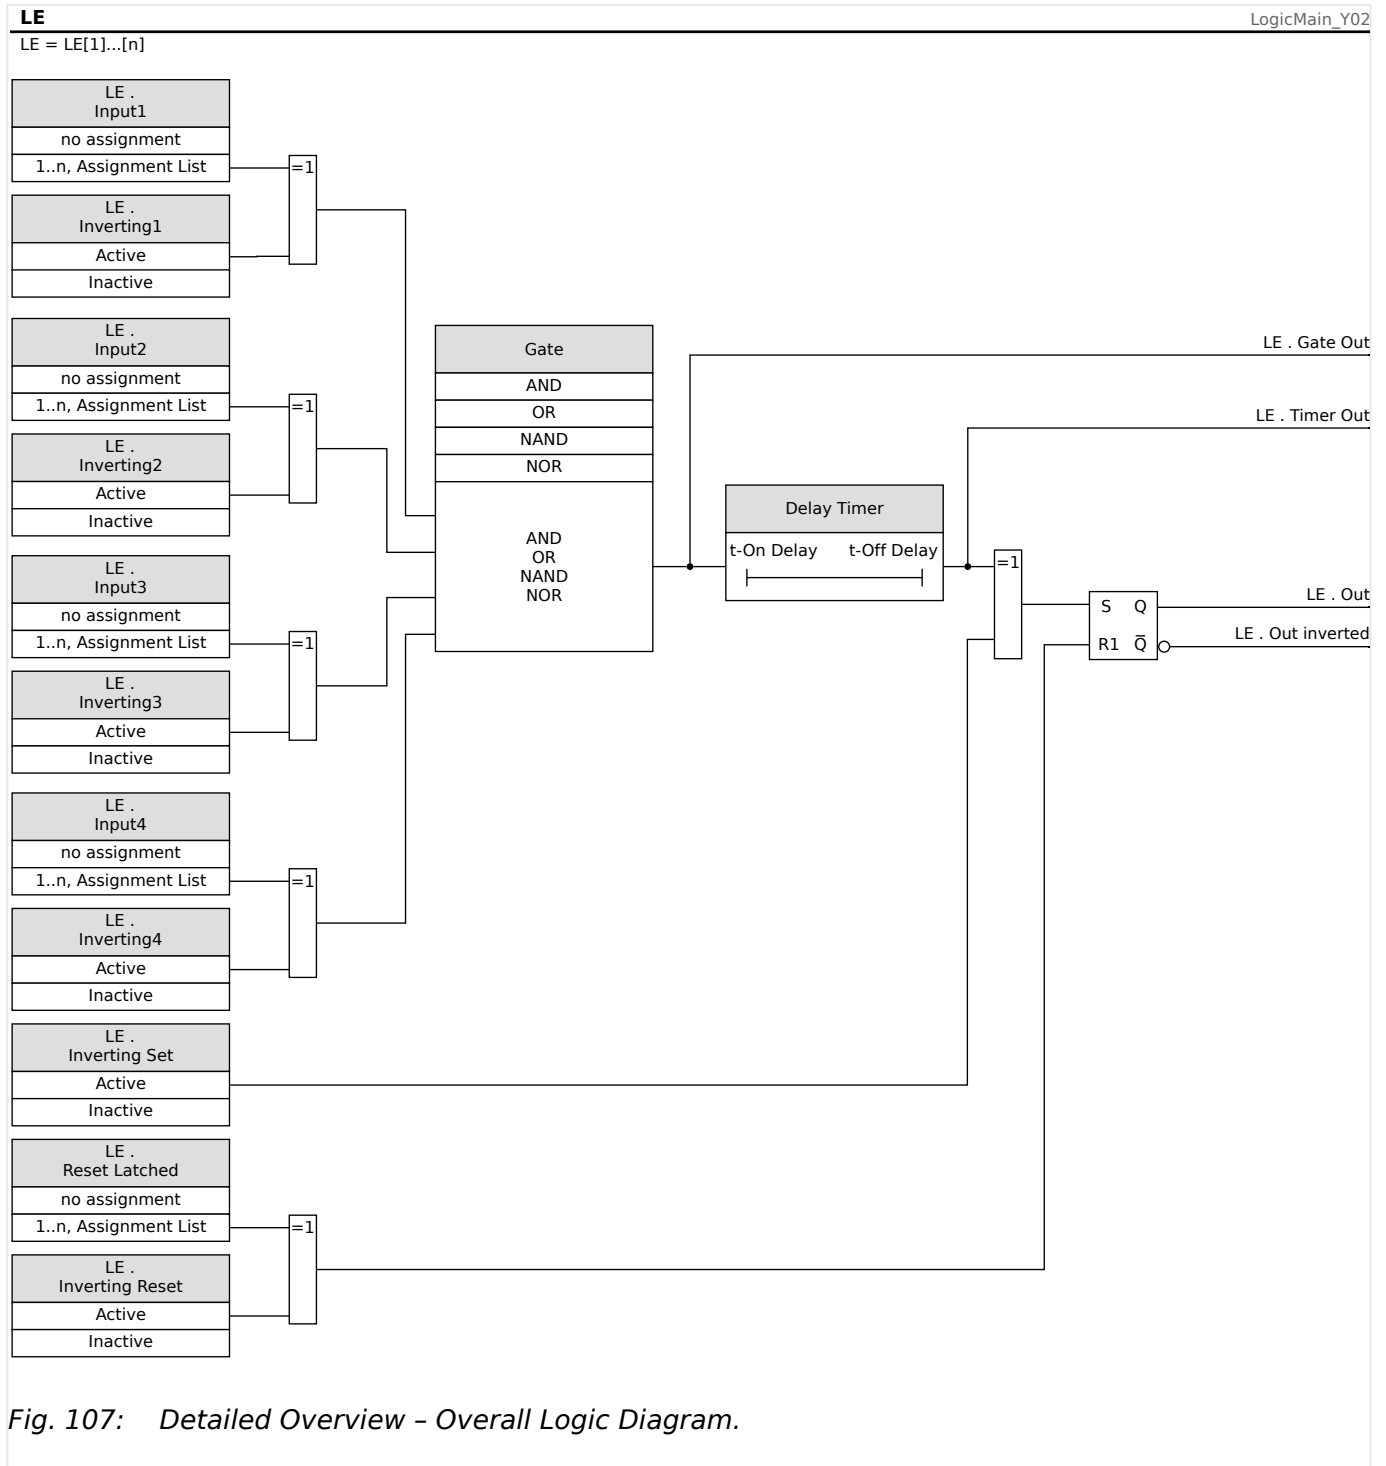 LE
LogicMain_Y02
LE = LE[1]...[n]
LE .
Input1
no assignment
1..n, Assignment List
=1
LE .
Inverting1
Active
Inactive
LE .
Input2
no assignment
1..n, Assignment List
=1
LE .
Inverting2
Active
Inactive
LE .
Input3
no assignment
1..n, Assignment List
=1
LE .
Inverting3
Active
Inactive
LE .
Input4
no assignment
1..n, Assignment List
=1
LE .
Inverting4
Active
Inactive
LE .
Inverting Set
Active
Inactive
LE .
Reset Latched
no assignment
1..n, Assignment List
=1
LE .
Inverting Reset
Active
Inactive
Gate
AND
OR
NAND
NOR
AND
OR
NAND
NOR
Delay Timer
t-On Delay t-Off Delay
=1
S Q
R1 Q̅
LE . Gate Out
LE . Timer Out
LE . Out
LE . Out inverted
Fig. 107: Detailed Overview – Overall Logic Diagram.